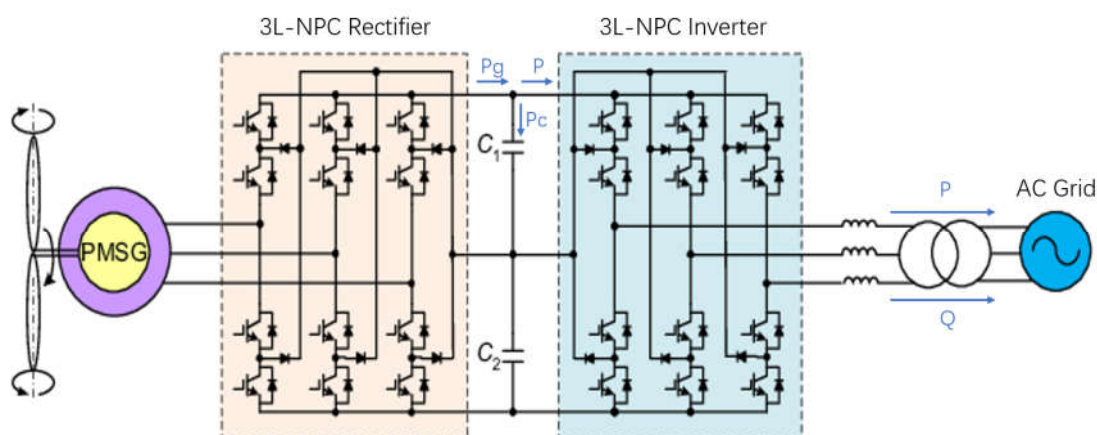 3L-NPC Rectifier
3L-NPC Inverter
Pg
P
Pc
C1
PMSG
C2
P
AC Grid
Q